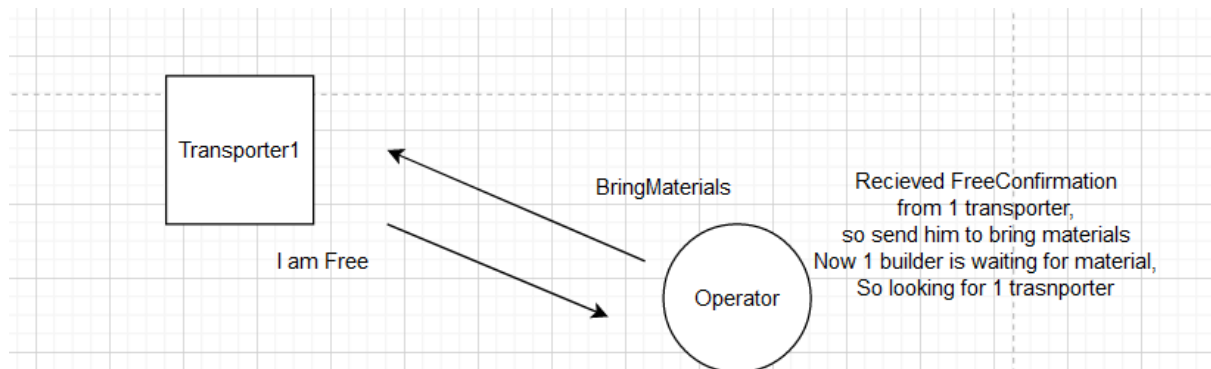 Transporter1
BringMaterials
I am Free
Operator
Recieved FreeConfirmation
from 1 transporter,
so send him to bring materials
Now 1 builder is waiting for material,
So looking for 1 trasnporter